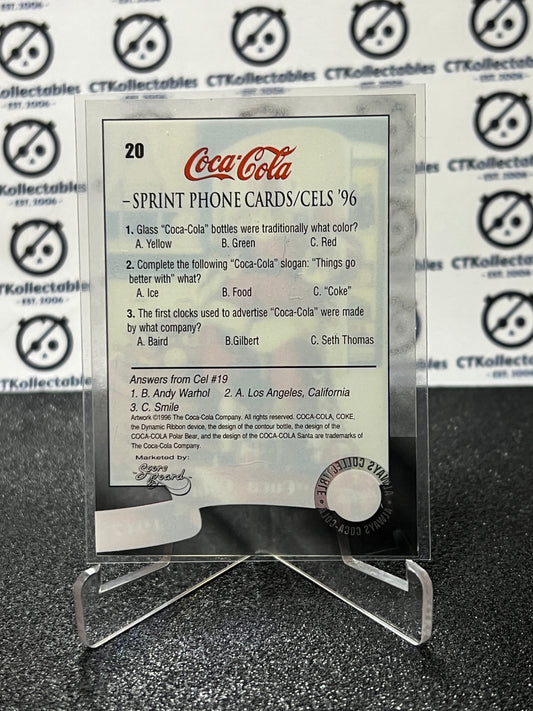 CTKollectables
- EST. 2006 -
20
Coca-Cola
– SPRINT PHONE CARDS/CELS '96
1. Glass "Coca-Cola" bottles were traditionally what color?
A. Yellow B. Green C. Red
2. Complete the following "Coca-Cola" slogan: "Things go
better with" what?
A. Ice B. Food C. "Coke"
3. The first clocks used to advertise "Coca-Cola" were made
by what company?
A. Baird B.Gilbert C. Seth Thomas
Answers from Cel #19
1. B. Andy Warhol 2. A. Los Angeles, California
3. C. Smile
Artwork ©1996 The Coca-Cola Company. All rights reserved. COCA-COLA, COKE,
the Dynamic Ribbon device, the design of the contour bottle, the design of the
COCA-COLA Polar Bear, and the design of the COCA-COLA Santa are trademarks of
The Coca-Cola Company.
Marketed by:
Score Board
ALWAYS COLLECTIBLE • ALWAYS COCA-COLA